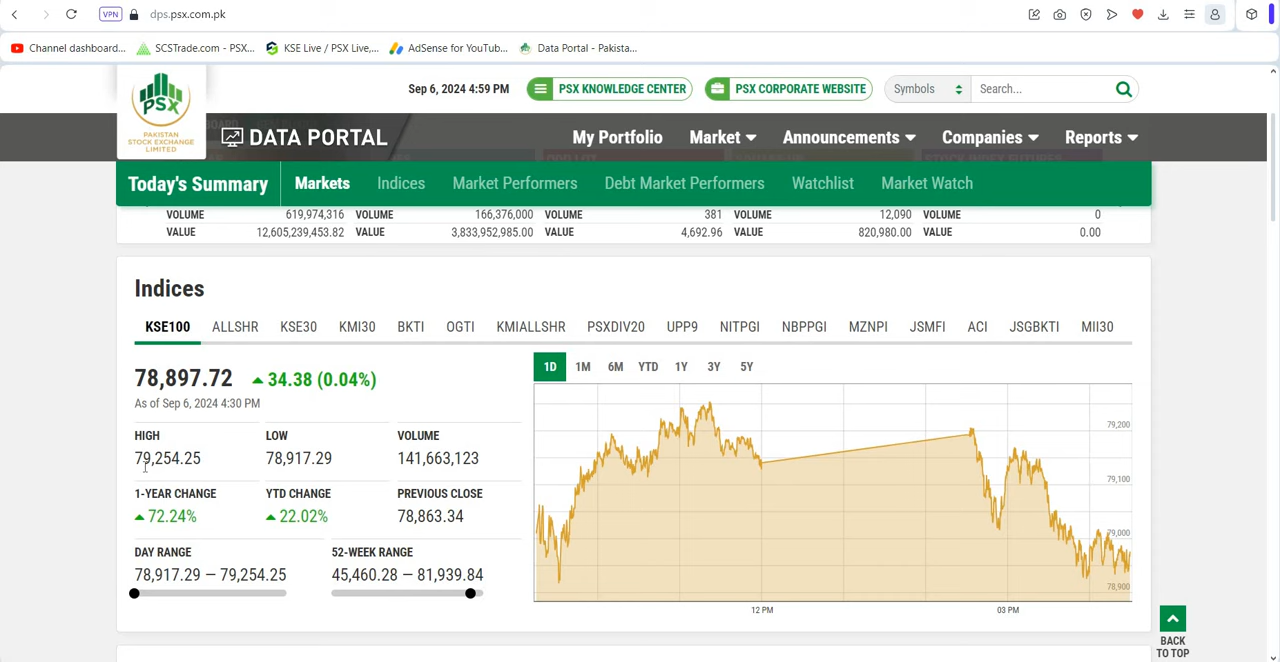 VPN dps.psx.com.pk
Channel dashboard... SCSTrade.com - PSX... KSE Live / PSX Live,... AdSense for YouTub... Data Portal - Pakista...
PSX
PAKISTAN
STOCK EXCHANGE
LIMITED
Sep 6, 2024 4:59 PM PSX KNOWLEDGE CENTER PSX CORPORATE WEBSITE Symbols Search...
DATA PORTAL My Portfolio Market Announcements Companies Reports
Today's Summary Markets Indices Market Performers Debt Market Performers Watchlist Market Watch
VOLUME 619,974,316 VOLUME 166,376,000 VOLUME 381 VOLUME 12,090 VOLUME 0
VALUE 12,605,239,453.82 VALUE 3,833,952,985.00 VALUE 4,692.96 VALUE 820,980.00 VALUE 0.00
Indices
KSE100 ALLSHR KSE30 KMI30 BKTI OGTI KMIALLSHR PSXDIV20 UPP9 NITPGI NBPPGI MZNPI JSMFI ACI JSGBKTI MII30
78,897.72 34.38 (0.04%)
As of Sep 6, 2024 4:30 PM
HIGH LOW VOLUME
79,254.25 78,917.29 141,663,123
1-YEAR CHANGE YTD CHANGE PREVIOUS CLOSE
72.24% 22.02% 78,863.34
DAY RANGE 52-WEEK RANGE
78,917.29 — 79,254.25 45,460.28 — 81,939.84
1D 1M 6M YTD 1Y 3Y 5Y
79,200
79,100
79,000
78,900
12 PM 03 PM
BACK
TO TOP